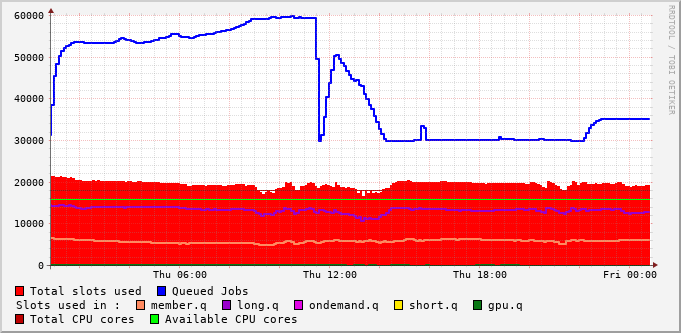 60000
50000
40000
30000
20000
10000
0
Thu 06:00 Thu 12:00 Thu 18:00 Fri 00:00
RRDTOOL / TOBI OETIKER
Total slots used Queued Jobs
Slots used in : member.q long.q ondemand.q short.q gpu.q
Total CPU cores Available CPU cores